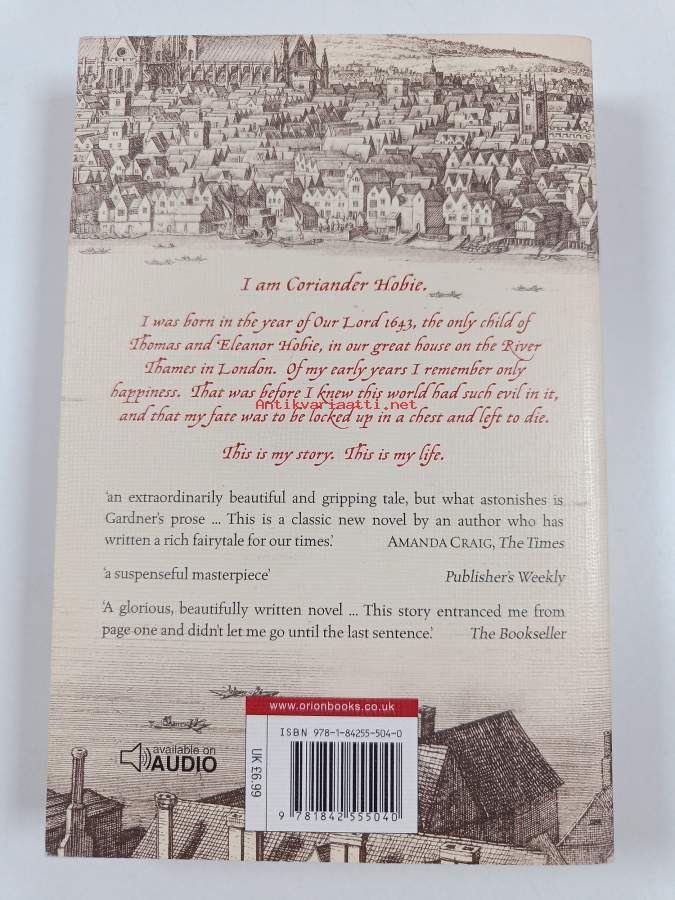 I am Coriander Hobie.
I was born in the year of Our Lord 1643, the only child of
Thomas and Eleanor Hobie, in our great house on the River
Thames in London. Of my early years I remember only
happiness. That was before I knew this world had such evil in it,
Antikvariaatti.net
and that my fate was to be locked up in a chest and left to die.
This is my story. This is my life.
'an extraordinarily beautiful and gripping tale, but what astonishes is
Gardner's prose ... This is a classic new novel by an author who has
written a rich fairytale for our times.' AMANDA CRAIG, The Times
'a suspenseful masterpiece' Publisher's Weekly
'A glorious, beautifully written novel ... This story entranced me from
page one and didn't let me go until the last sentence.' The Bookseller
www.orionbooks.co.uk
ISBN 978-1-84255-504-0
available on
AUDIO
UK £6.99
9 781842 555040